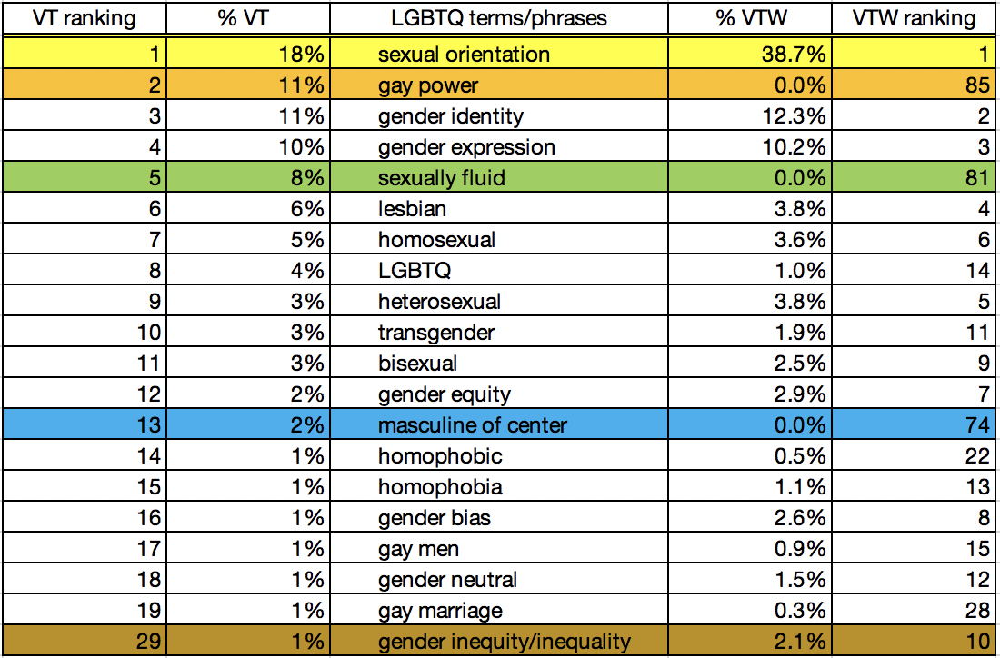 VT ranking % VT LGBTQ terms/phrases % VTW VTW ranking
1 18% sexual orientation 38.7% 1
2 11% gay power 0.0% 85
3 11% gender identity 12.3% 2
4 10% gender expression 10.2% 3
5 8% sexually fluid 0.0% 81
6 6% lesbian 3.8% 4
7 5% homosexual 3.6% 6
8 4% LGBTQ 1.0% 14
9 3% heterosexual 3.8% 5
10 3% transgender 1.9% 11
11 3% bisexual 2.5% 9
12 2% gender equity 2.9% 7
13 2% masculine of center 0.0% 74
14 1% homophobic 0.5% 22
15 1% homophobia 1.1% 13
16 1% gender bias 2.6% 8
17 1% gay men 0.9% 15
18 1% gender neutral 1.5% 12
19 1% gay marriage 0.3% 28
29 1% gender inequity/inequality 2.1% 10